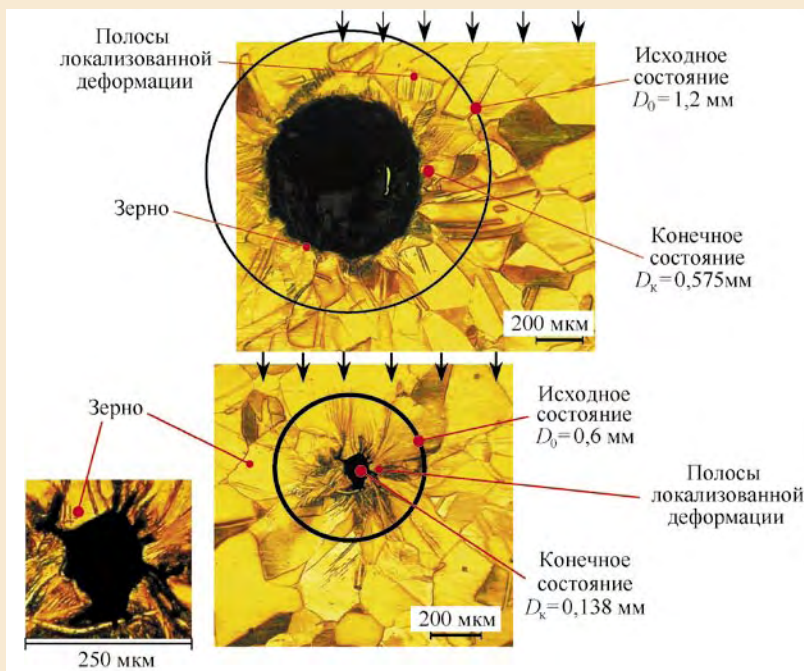 Полосы
локализованной
деформации
Исходное
состояние
D₀ = 1,2 мм
Зерно
Конечное
состояние
Dк = 0,575мм
200 мкм
Зерно
Исходное
состояние
D₀ = 0,6 мм
Полосы
локализованной
деформации
Конечное
состояние
Dк = 0,138 мм
200 мкм
250 мкм